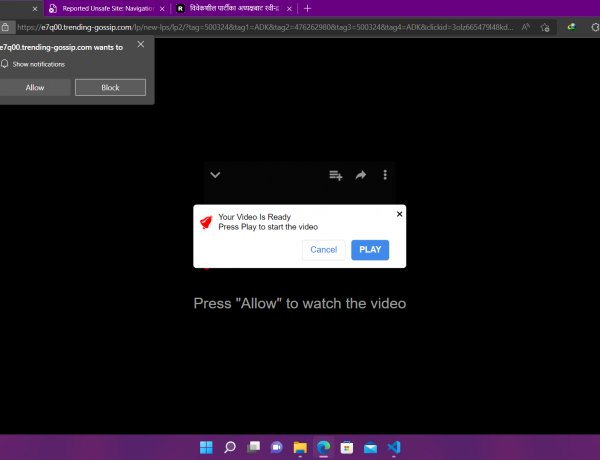 Reported Unsafe Site: Navigation
R विवेकशील पार्टीका अध्यक्षबाट रवीन्द्र
https://e7q00.trending-gossip.com/lp/new-lps/lp2/?tag=500324&tag1=ADK&tag2=476262980&tag3=500324&tag4=ADK&clickid=3olz665479l48kd...
e7q00.trending-gossip.com wants to
Show notifications
Allow Block
Your Video Is Ready
Press Play to start the video
Cancel PLAY
Press "Allow" to watch the video